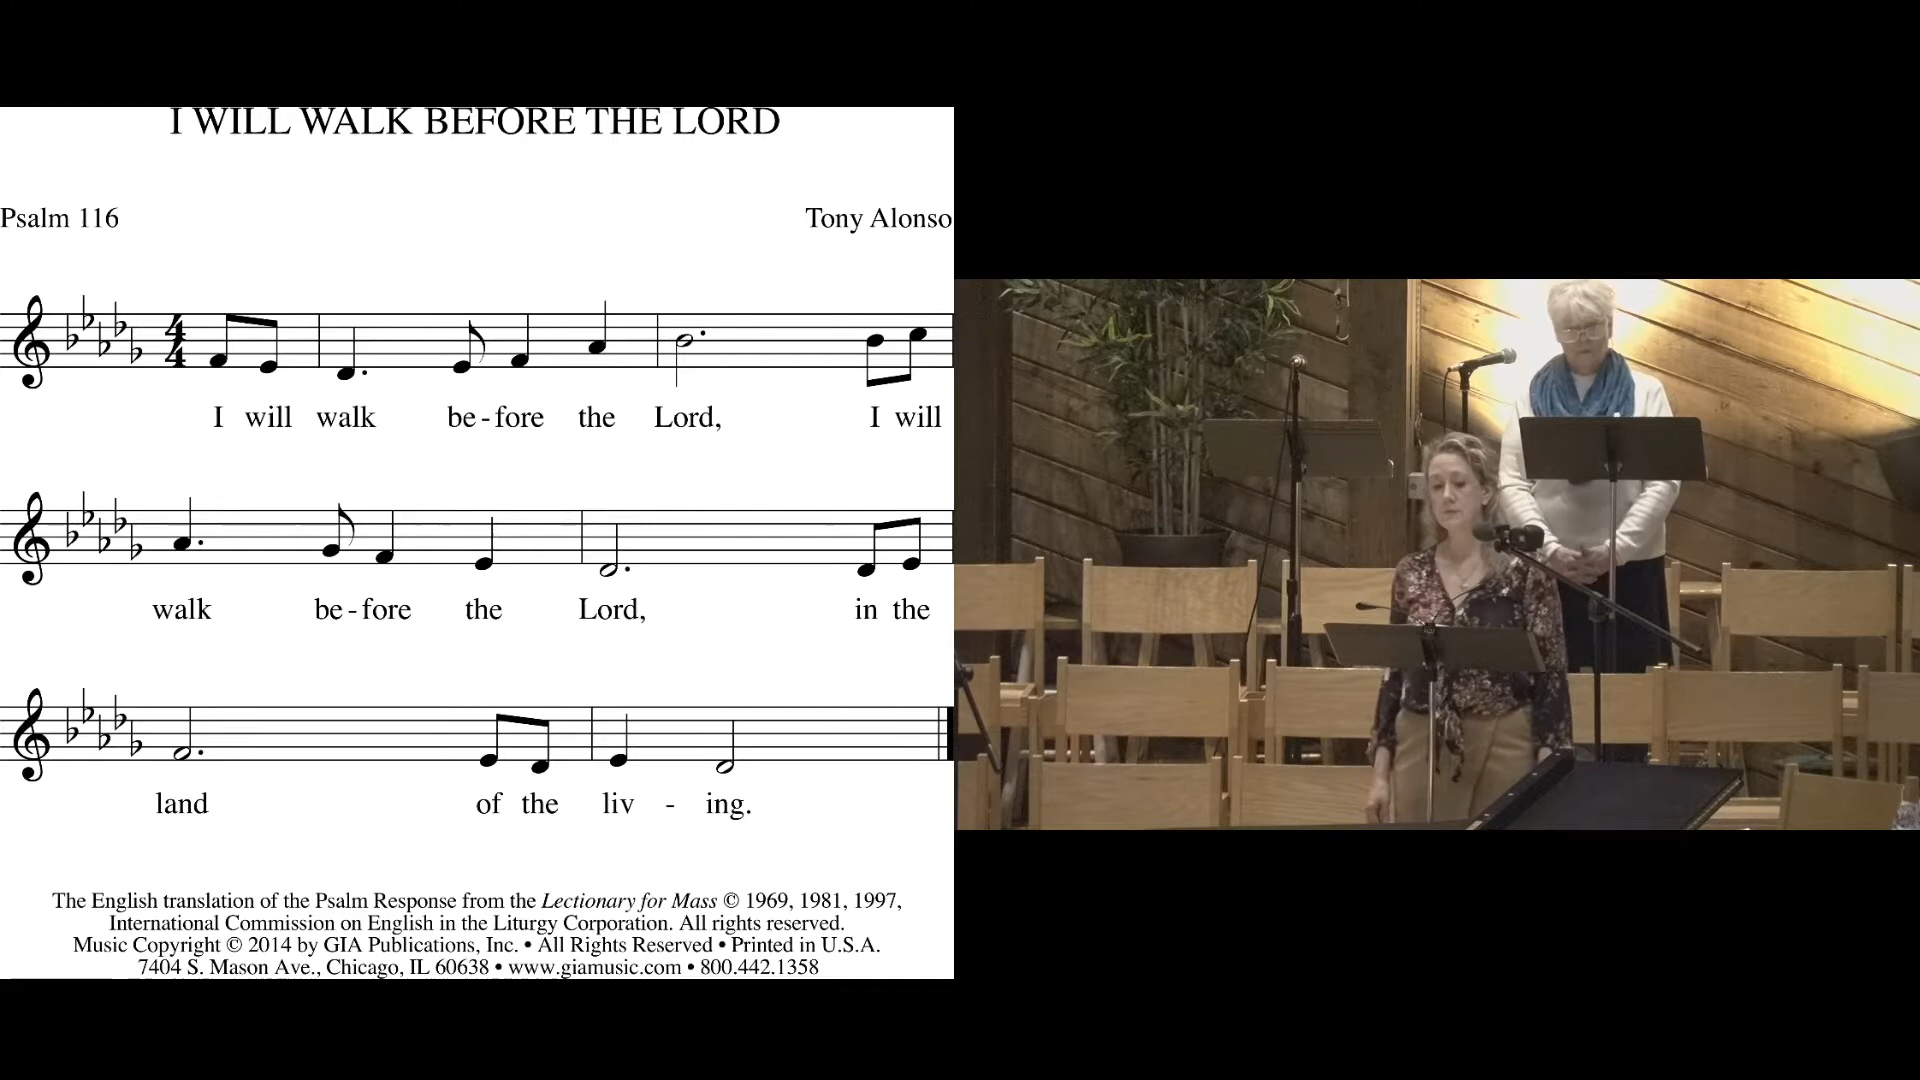 I WILL WALK BEFORE THE LORD
Psalm 116
Tony Alonso
4
4
I will walk be - fore the Lord, I will
walk be - fore the Lord, in the
land of the liv - ing.
The English translation of the Psalm Response from the Lectionary for Mass © 1969, 1981, 1997,
International Commission on English in the Liturgy Corporation. All rights reserved.
Music Copyright © 2014 by GIA Publications, Inc. • All Rights Reserved • Printed in U.S.A.
7404 S. Mason Ave., Chicago, IL 60638 • www.giamusic.com • 800.442.1358